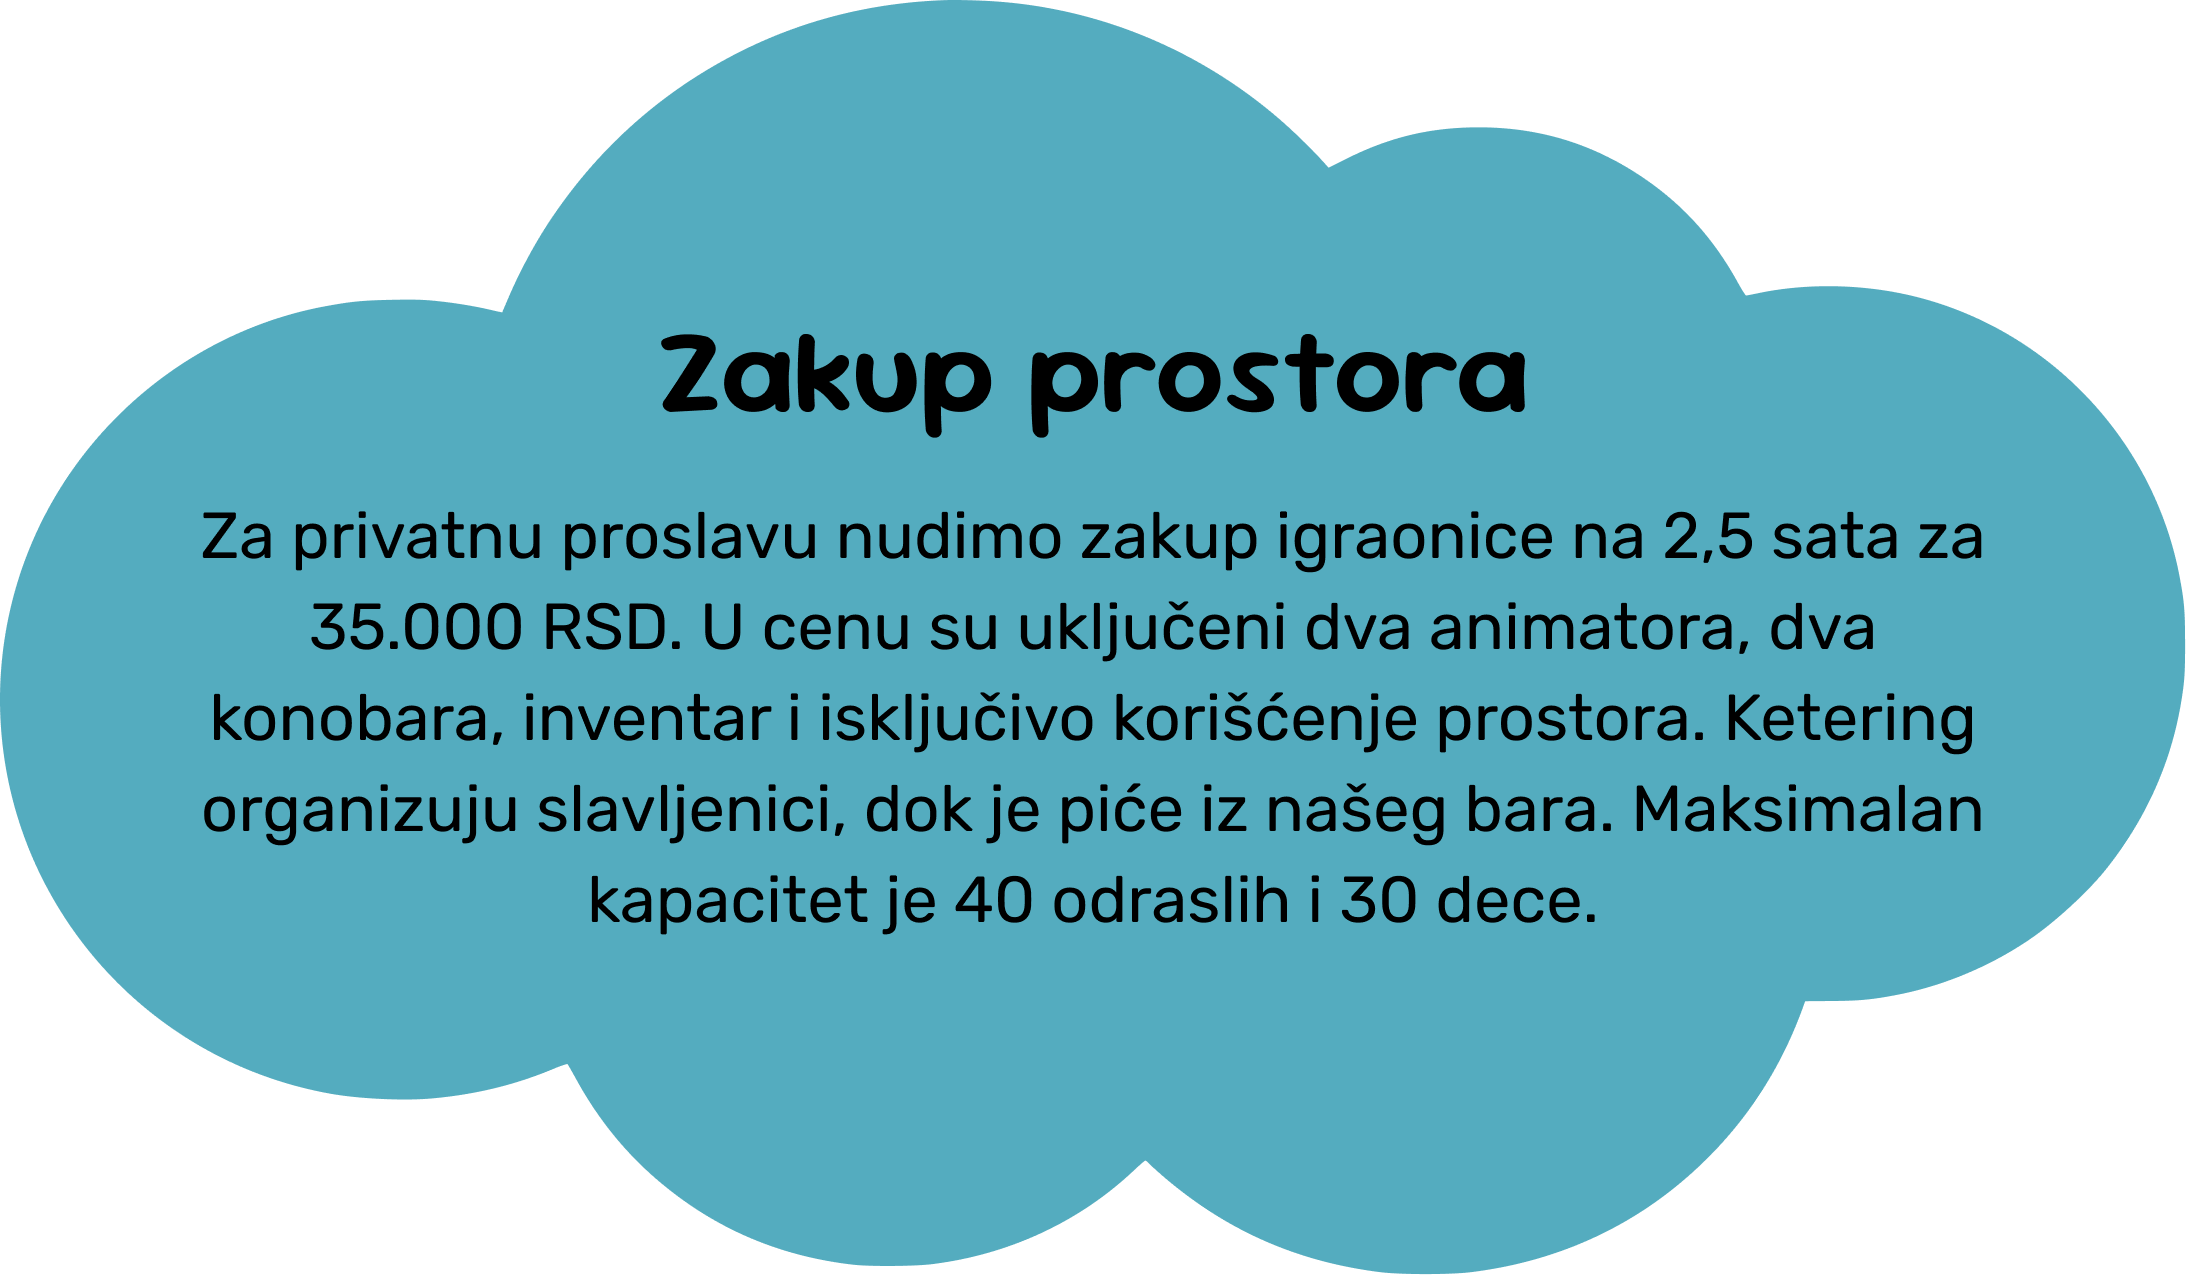 Zakup prostora
Za privatnu proslavu nudimo zakup igraonice na 2,5 sata za
35.000 RSD. U cenu su uključeni dva animatora, dva
konobara, inventar i isključivo korišćenje prostora. Ketering
organizuju slavljenici, dok je piće iz našeg bara. Maksimalan
kapacitet je 40 odraslih i 30 dece.